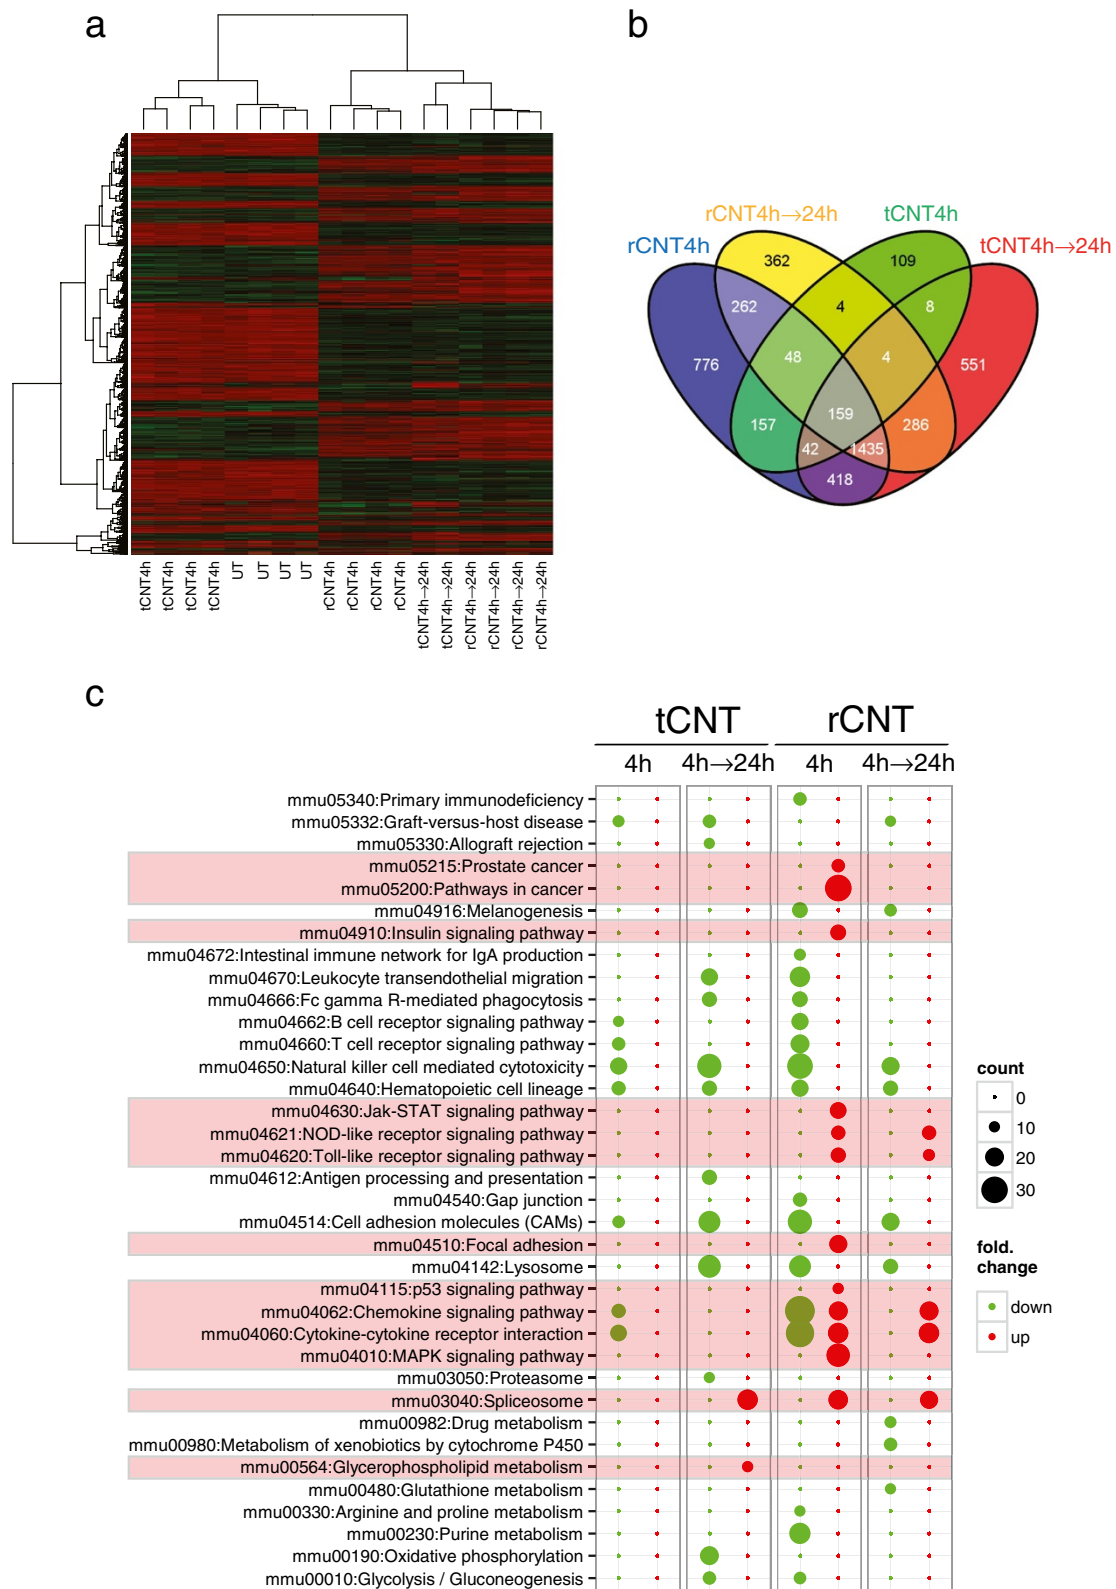 a
tCNT4h
tCNT4h
tCNT4h
tCNT4h
UT
UT
UT
UT
rCNT4h
rCNT4h
rCNT4h
rCNT4h
tCNT4h→24h
tCNT4h→24h
rCNT4h→24h
rCNT4h→24h
rCNT4h→24h
rCNT4h→24h
b
rCNT4h→24h
tCNT4h
rCNT4h
tCNT4h→24h
362
109
262
4
8
776
48
4
551
159
157
286
42
1435
418
c
tCNT
rCNT
4h
4h→24h
4h
4h→24h
mmu05340:Primary immunodeficiency
mmu05332:Graft-versus-host disease
mmu05330:Allograft rejection
mmu05215:Prostate cancer
mmu05200:Pathways in cancer
mmu04916:Melanogenesis
mmu04910:Insulin signaling pathway
mmu04672:Intestinal immune network for IgA production
mmu04670:Leukocyte transendothelial migration
mmu04666:Fc gamma R-mediated phagocytosis
mmu04662:B cell receptor signaling pathway
mmu04660:T cell receptor signaling pathway
mmu04650:Natural killer cell mediated cytotoxicity
mmu04640:Hematopoietic cell lineage
mmu04630:Jak-STAT signaling pathway
mmu04621:NOD-like receptor signaling pathway
mmu04620:Toll-like receptor signaling pathway
mmu04612:Antigen processing and presentation
mmu04540:Gap junction
mmu04514:Cell adhesion molecules (CAMs)
mmu04510:Focal adhesion
mmu04142:Lysosome
mmu04115:p53 signaling pathway
mmu04062:Chemokine signaling pathway
mmu04060:Cytokine-cytokine receptor interaction
mmu04010:MAPK signaling pathway
mmu03050:Proteasome
mmu03040:Spliceosome
mmu00982:Drug metabolism
mmu00980:Metabolism of xenobiotics by cytochrome P450
mmu00564:Glycerophospholipid metabolism
mmu00480:Glutathione metabolism
mmu00330:Arginine and proline metabolism
mmu00230:Purine metabolism
mmu00190:Oxidative phosphorylation
mmu00010:Glycolysis / Gluconeogenesis
count
0
10
20
30
fold.
change
down
up